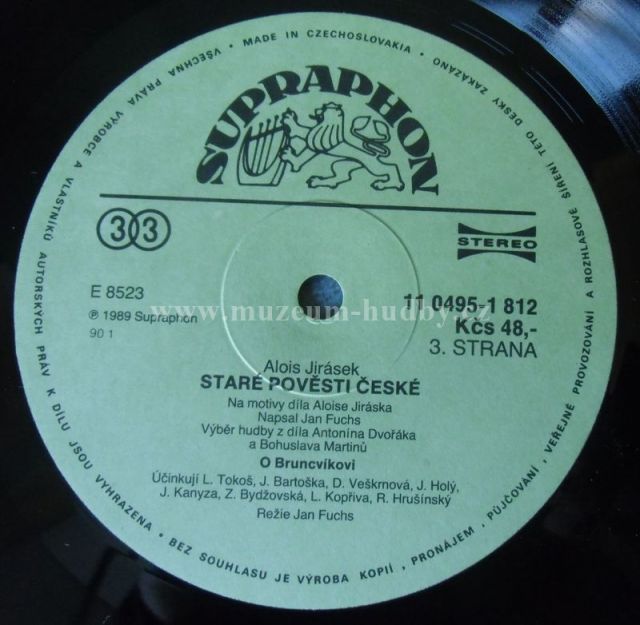 VŠECHNA PRÁVA VÝROBCE A VLASTNÍKŮ AUTORSKÝCH PRÁV K DÍLU JSOU VYHRAZENA • BEZ SOUHLASU JE VÝROBA KOPIÍ, PRONÁJEM, PŮJČOVÁNÍ, VEŘEJNÉ PROVOZOVÁNÍ A ROZHLASOVÉ ŠÍŘENÍ TÉTO DESKY ZAKÁZÁNO • MADE IN CZECHOSLOVAKIA •
SUPRAPHON
33
STEREO
E 8523
℗ 1989 Supraphon
90 1
11 0495-1 812
Kčs 48,-
3. STRANA
www.muzeum-hudby.cz
Alois Jirásek
STARÉ POVĚSTI ČESKÉ
Na motivy díla Aloise Jiráska
Napsal Jan Fuchs
Výběr hudby z díla Antonína Dvořáka
a Bohuslava Martinů
O Bruncvíkovi
Účinkují L. Tokoš, J. Bartoška, D. Veškrnová, J. Holý,
J. Kanyza, Z. Bydžovská, L. Kopřiva, R. Hrušínský
Režie Jan Fuchs